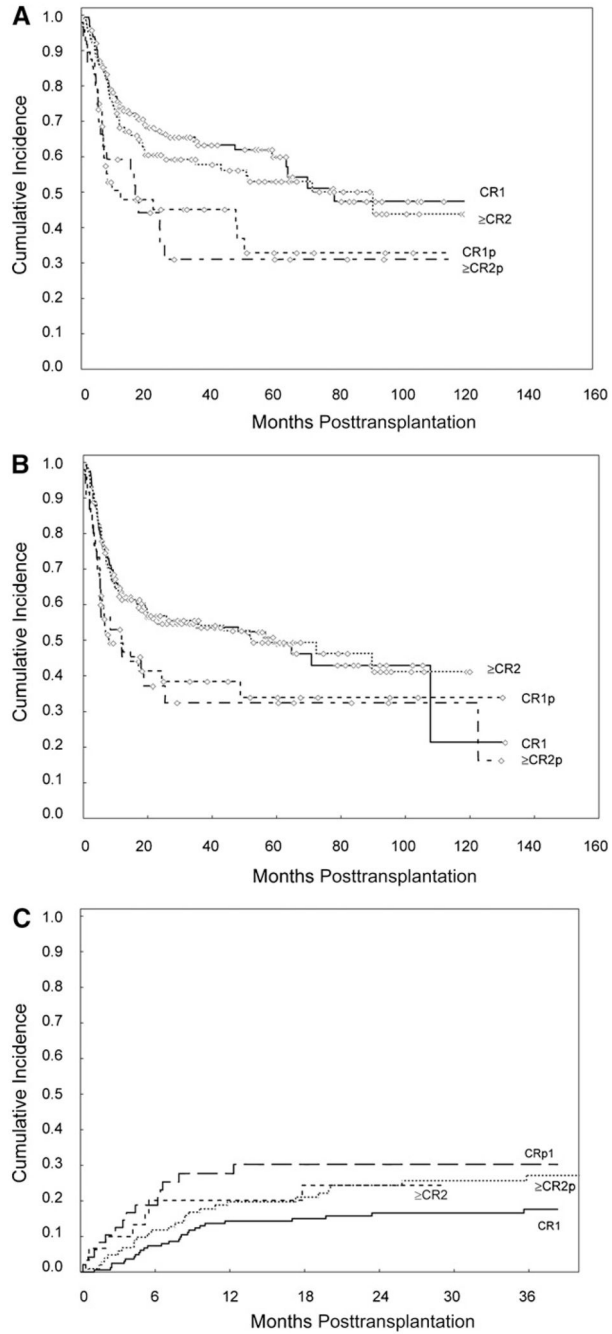 A
Cumulative Incidence
1.0
0.9
0.8
0.7
0.6
0.5
0.4
0.3
0.2
0.1
0.0
CR1
≥CR2
CR1p
≥CR2p
0 20 40 60 80 100 120 140 160
Months Posttransplantation
B
Cumulative Incidence
1.0
0.9
0.8
0.7
0.6
0.5
0.4
0.3
0.2
0.1
0.0
≥CR2
CR1p
CR1
≥CR2p
0 20 40 60 80 100 120 140 160
Months Posttransplantation
C
Cumulative Incidence
1.0
0.9
0.8
0.7
0.6
0.5
0.4
0.3
0.2
0.1
0.0
CRp1
≥CR2
≥CR2p
CR1
0 6 12 18 24 30 36
Months Posttransplantation